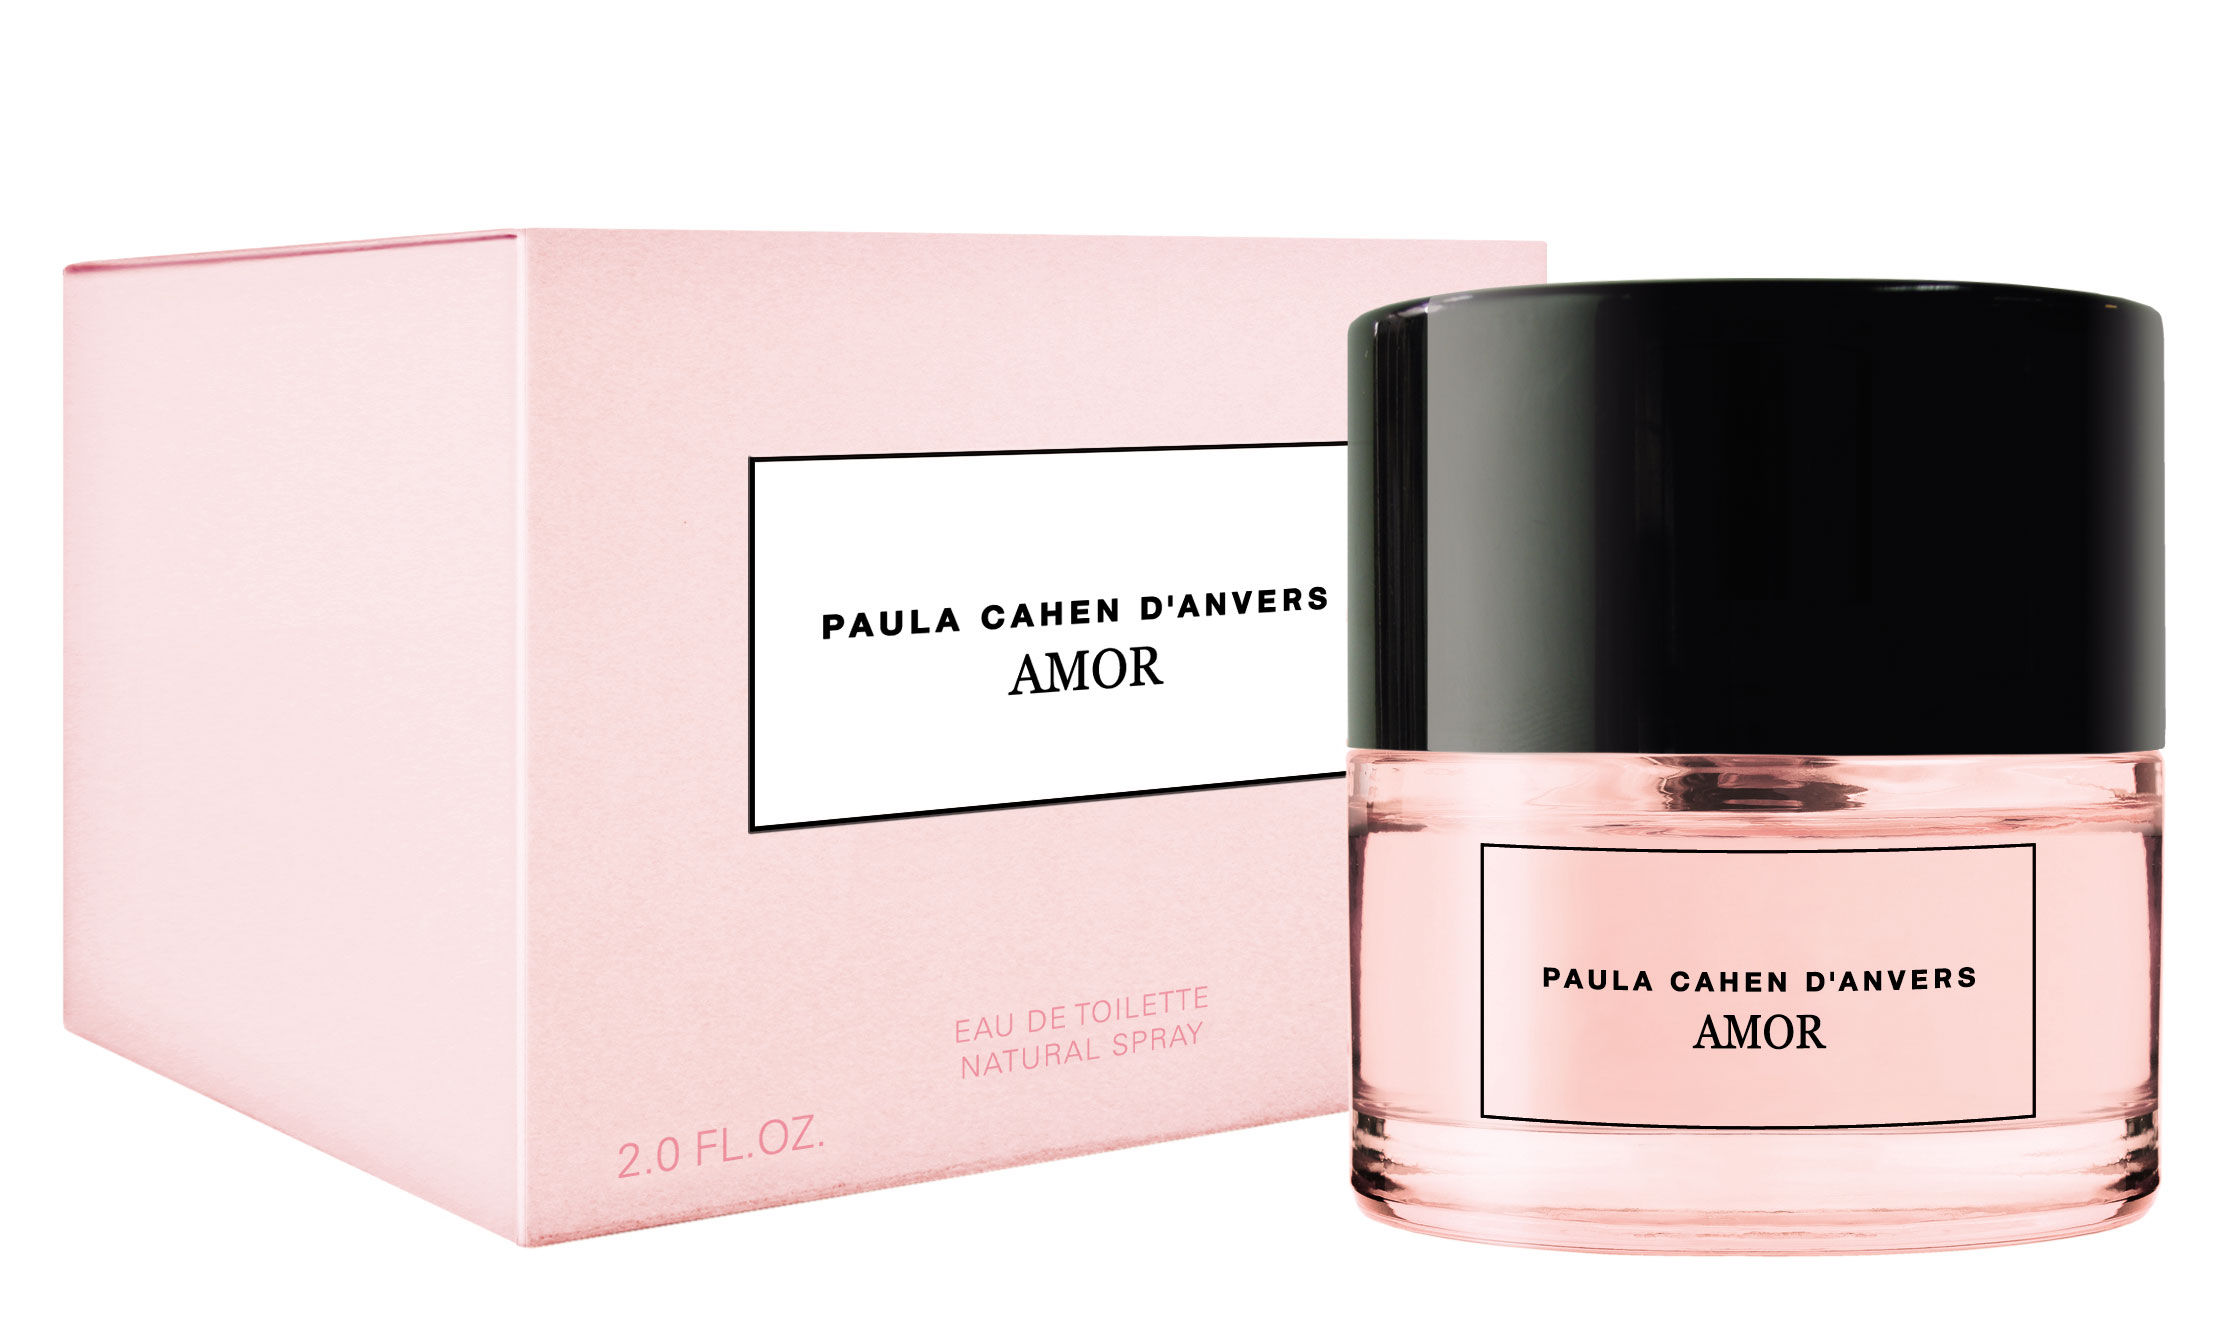 PAULA CAHEN D'ANVERS
AMOR
EAU DE TOILETTE
NATURAL SPRAY
2.0 FL.OZ.
PAULA CAHEN D'ANVERS
AMOR